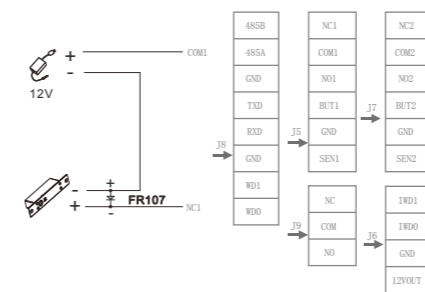 +
-
12V
COM1
-
+
+
-
FR107
NC1
J8
485B
485A
GND
TXD
RXD
GND
WD1
WD0
J5
NC1
COM1
NO1
BUT1
GND
SEN1
J7
NC2
COM2
NO2
BUT2
GND
SEN2
J9
NC
COM
NO
J6
IWD1
IWD0
GND
12VOUT